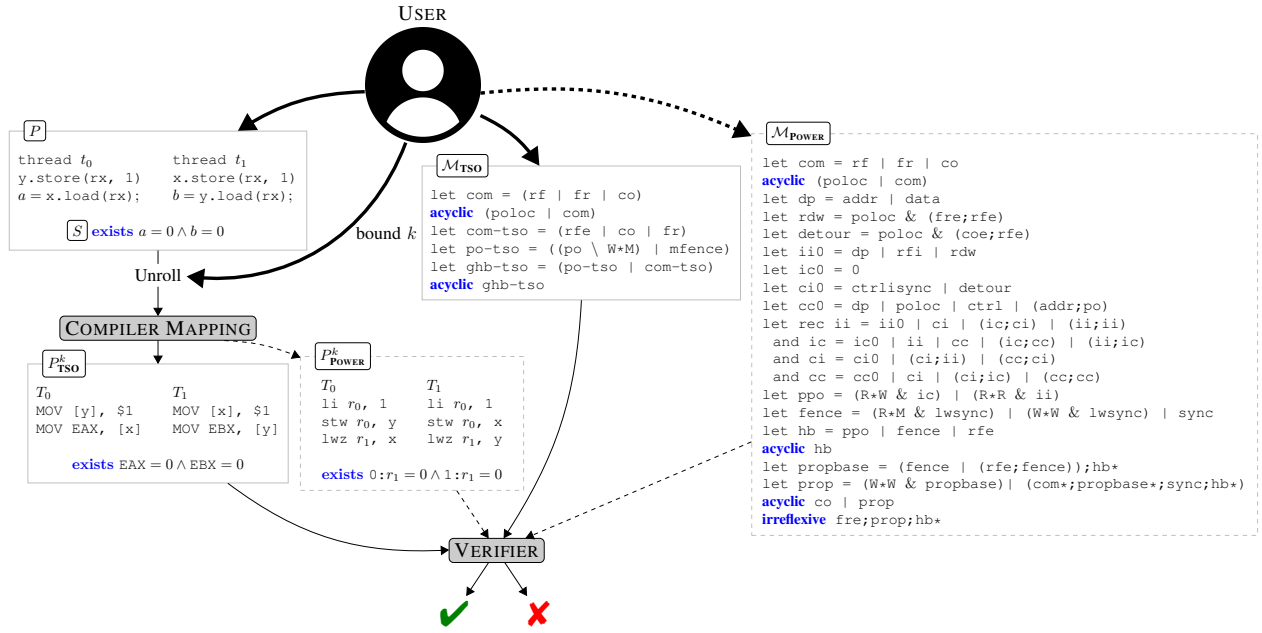 USER
P
thread t₀ thread t₁
y.store(rx, 1) x.store(rx, 1)
a = x.load(rx); b = y.load(rx);
S exists a = 0 ∧ b = 0
bound k
Unroll
COMPILER MAPPING
P^k_TSO
T₀ T₁
MOV [y], $1 MOV [x], $1
MOV EAX, [x] MOV EBX, [y]
exists EAX = 0 ∧ EBX = 0
P^k_POWER
T₀ T₁
li r₀, 1 li r₀, 1
stw r₀, y stw r₀, x
lwz r₁, x lwz r₁, y
exists 0:r₁ = 0 ∧ 1:r₁ = 0
M_TSO
let com = (rf | fr | co)
acyclic (poloc | com)
let com-tso = (rfe | co | fr)
let po-tso = ((po \ W*M) | mfence)
let ghb-tso = (po-tso | com-tso)
acyclic ghb-tso
M_POWER
let com = rf | fr | co
acyclic (poloc | com)
let dp = addr | data
let rdw = poloc & (fre;rfe)
let detour = poloc & (coe;rfe)
let ii0 = dp | rfi | rdw
let ic0 = 0
let ci0 = ctrlisync | detour
let cc0 = dp | poloc | ctrl | (addr;po)
let rec ii = ii0 | ci | (ic;ci) | (ii;ii)
and ic = ic0 | ii | cc | (ic;cc) | (ii;ic)
and ci = ci0 | (ci;ii) | (cc;ci)
and cc = cc0 | ci | (ci;ic) | (cc;cc)
let ppo = (R*W & ic) | (R*R & ii)
let fence = (R*M & lwsync) | (W*W & lwsync) | sync
let hb = ppo | fence | rfe
acyclic hb
let propbase = (fence | (rfe;fence));hb*
let prop = (W*W & propbase)| (com*;propbase*;sync;hb*)
acyclic co | prop
irreflexive fre;prop;hb*
VERIFIER